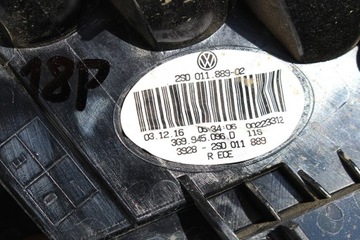 18P
2SD 011.889-02
03.12.16 06:34:06 00223312
3G9.945.096.D 11S
3928 - 2SD 011 889
R EDE